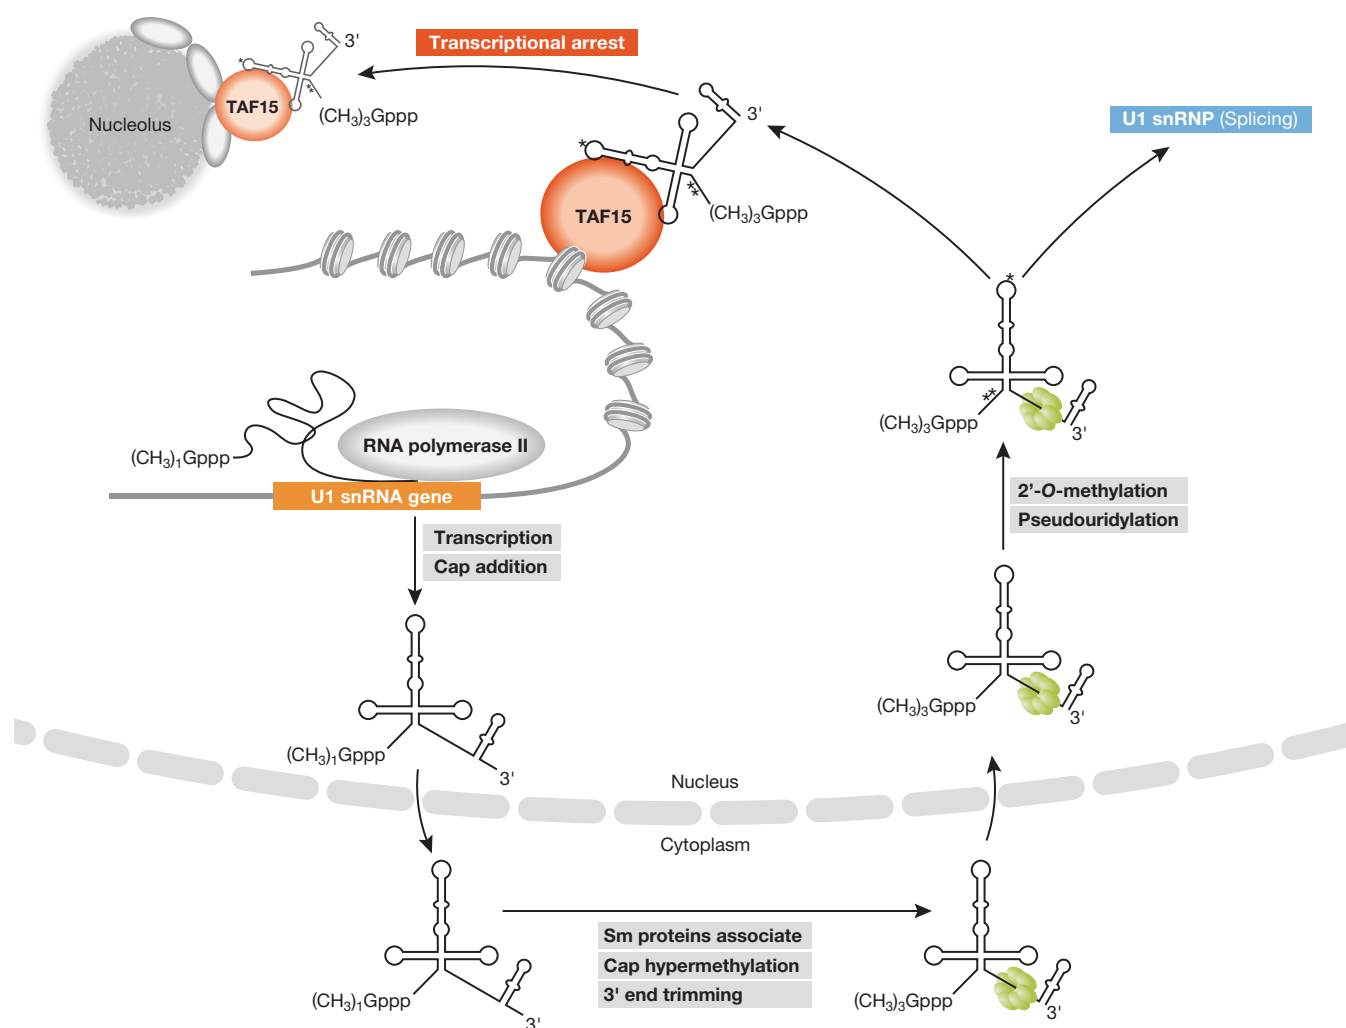 3'
Transcriptional arrest
TAF15
(CH₃)₃Gppp
Nucleolus
3'
U1 snRNP (Splicing)
*
**
TAF15
(CH₃)₃Gppp
*
**
*
**
(CH₃)₃Gppp
3'
RNA polymerase II
(CH₃)₁Gppp
U1 snRNA gene
2'-O-methylation
Pseudouridylation
Transcription
Cap addition
(CH₃)₃Gppp
3'
(CH₃)₁Gppp
3'
Nucleus
Cytoplasm
Sm proteins associate
Cap hypermethylation
3' end trimming
(CH₃)₁Gppp
3'
(CH₃)₃Gppp
3'